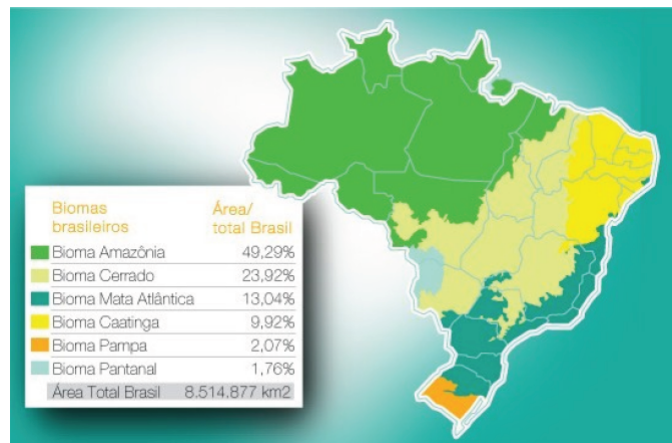 Biomas Área/
brasileiros total Brasil
Bioma Amazônia 49,29%
Bioma Cerrado 23,92%
Bioma Mata Atlântica 13,04%
Bioma Caatinga 9,92%
Bioma Pampa 2,07%
Bioma Pantanal 1,76%
Área Total Brasil 8.514.877 km2